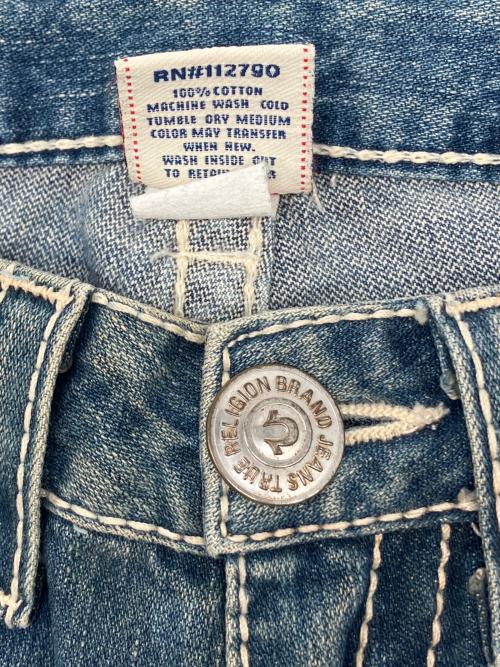 RN#112790
100% COTTON
MACHINE WASH COLD
TUMBLE DRY MEDIUM
COLOR MAY TRANSFER
WHEN NEW.
WASH INSIDE OUT
TO
TRUE RELIGION BRAND JEANS